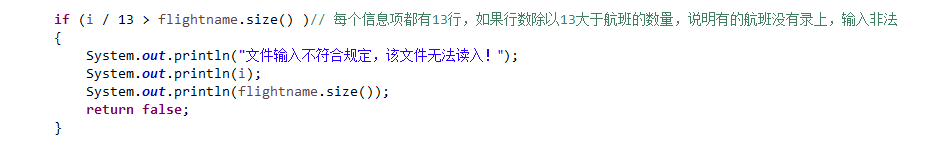 if (i / 13 > flightname.size() )// 每个信息项都有13行，如果行数除以13大于航班的数量，说明有的航班没有录上，输入非法
{
System.out.println("文件输入不符合规定，该文件无法读入！");
System.out.println(i);
System.out.println(flightname.size());
return false;
}